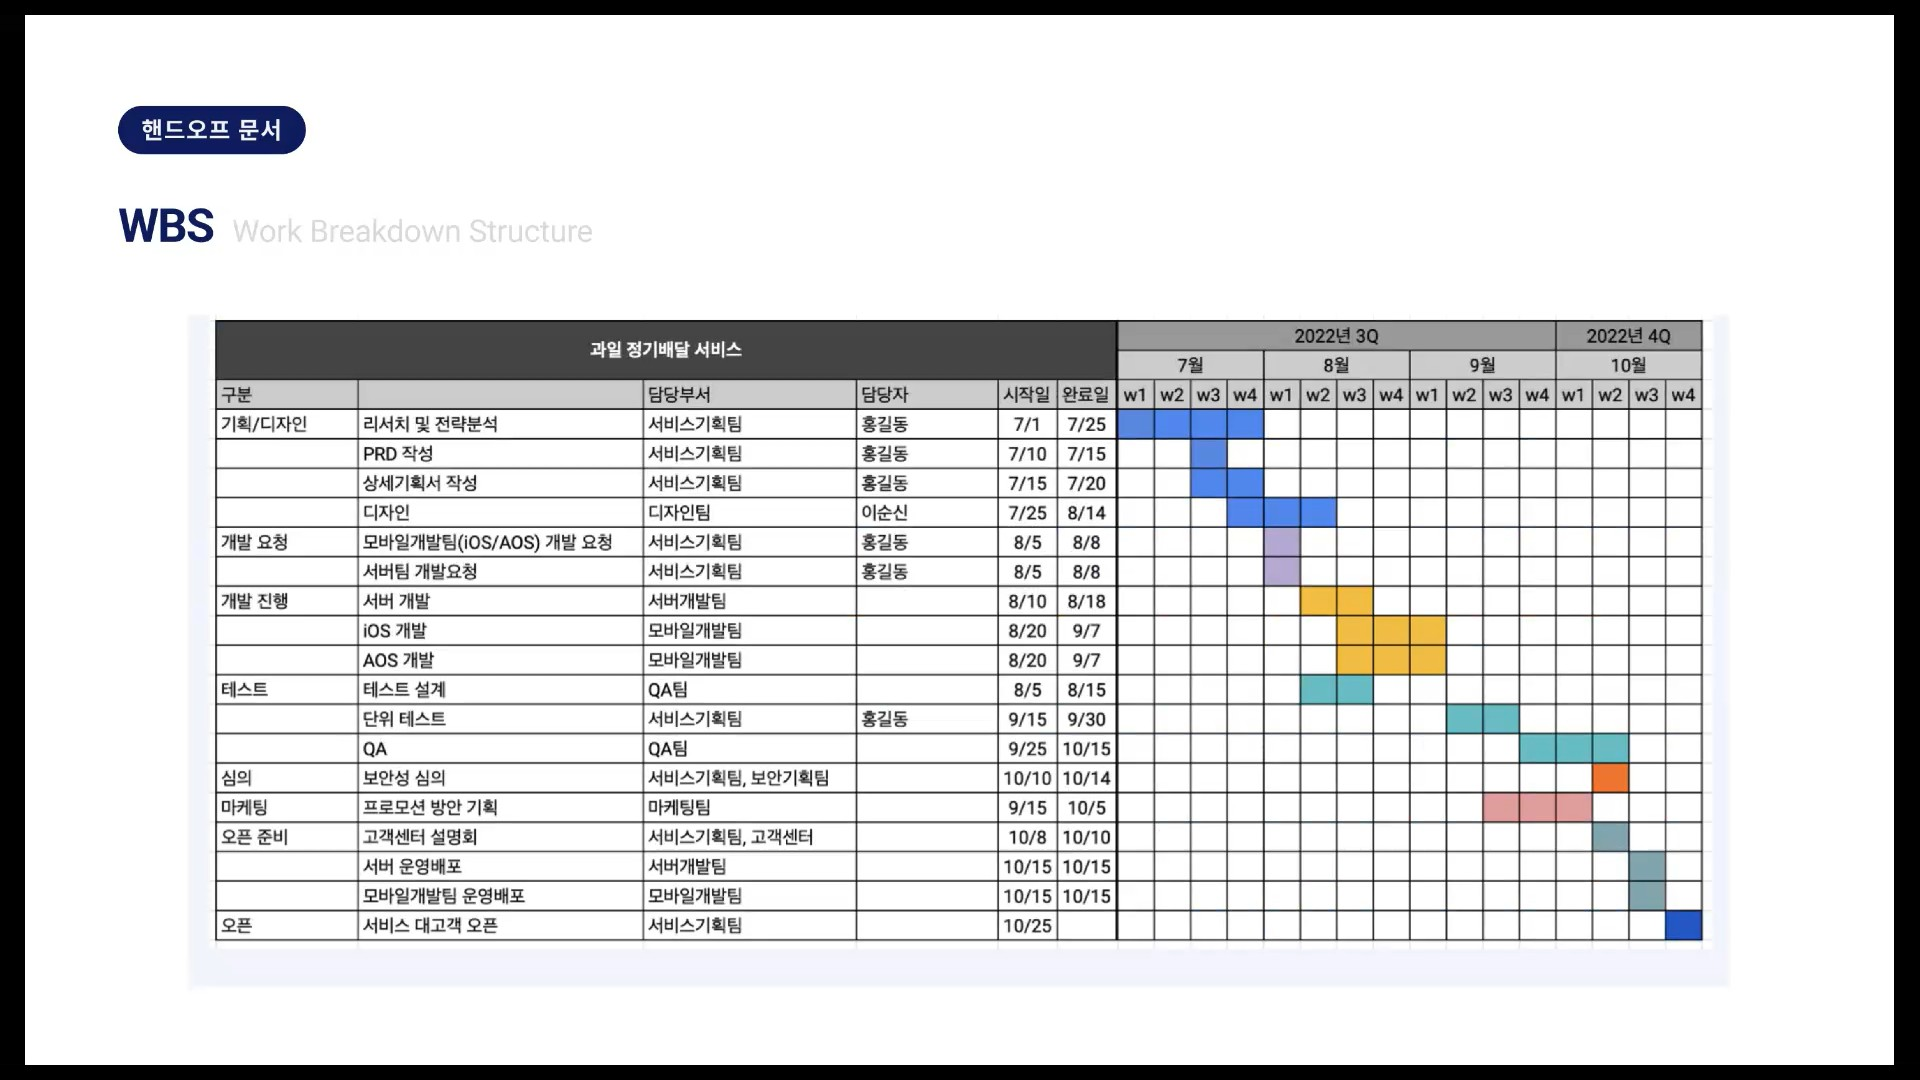 핸드오프 문서
WBS Work Breakdown Structure
과일 정기배달 서비스 2022년 3Q 2022년 4Q
7월 8월 9월 10월
구분 담당부서 담당자 시작일 완료일 w1 w2 w3 w4 w1 w2 w3 w4 w1 w2 w3 w4 w1 w2 w3 w4
기획/디자인 리서치 및 전략분석 서비스기획팀 홍길동 7/1 7/25
PRD 작성 서비스기획팀 홍길동 7/10 7/15
상세기획서 작성 서비스기획팀 홍길동 7/15 7/20
디자인 디자인팀 이순신 7/25 8/14
개발 요청 모바일개발팀(iOS/AOS) 개발 요청 서비스기획팀 홍길동 8/5 8/8
서버팀 개발요청 서비스기획팀 홍길동 8/5 8/8
개발 진행 서버 개발 서버개발팀 8/10 8/18
iOS 개발 모바일개발팀 8/20 9/7
AOS 개발 모바일개발팀 8/20 9/7
테스트 테스트 설계 QA팀 8/5 8/15
단위 테스트 서비스기획팀 홍길동 9/15 9/30
QA QA팀 9/25 10/15
심의 보안성 심의 서비스기획팀, 보안기획팀 10/10 10/14
마케팅 프로모션 방안 기획 마케팅팀 9/15 10/5
오픈 준비 고객센터 설명회 서비스기획팀, 고객센터 10/8 10/10
서버 운영배포 서버개발팀 10/15 10/15
모바일개발팀 운영배포 모바일개발팀 10/15 10/15
오픈 서비스 대고객 오픈 서비스기획팀 10/25